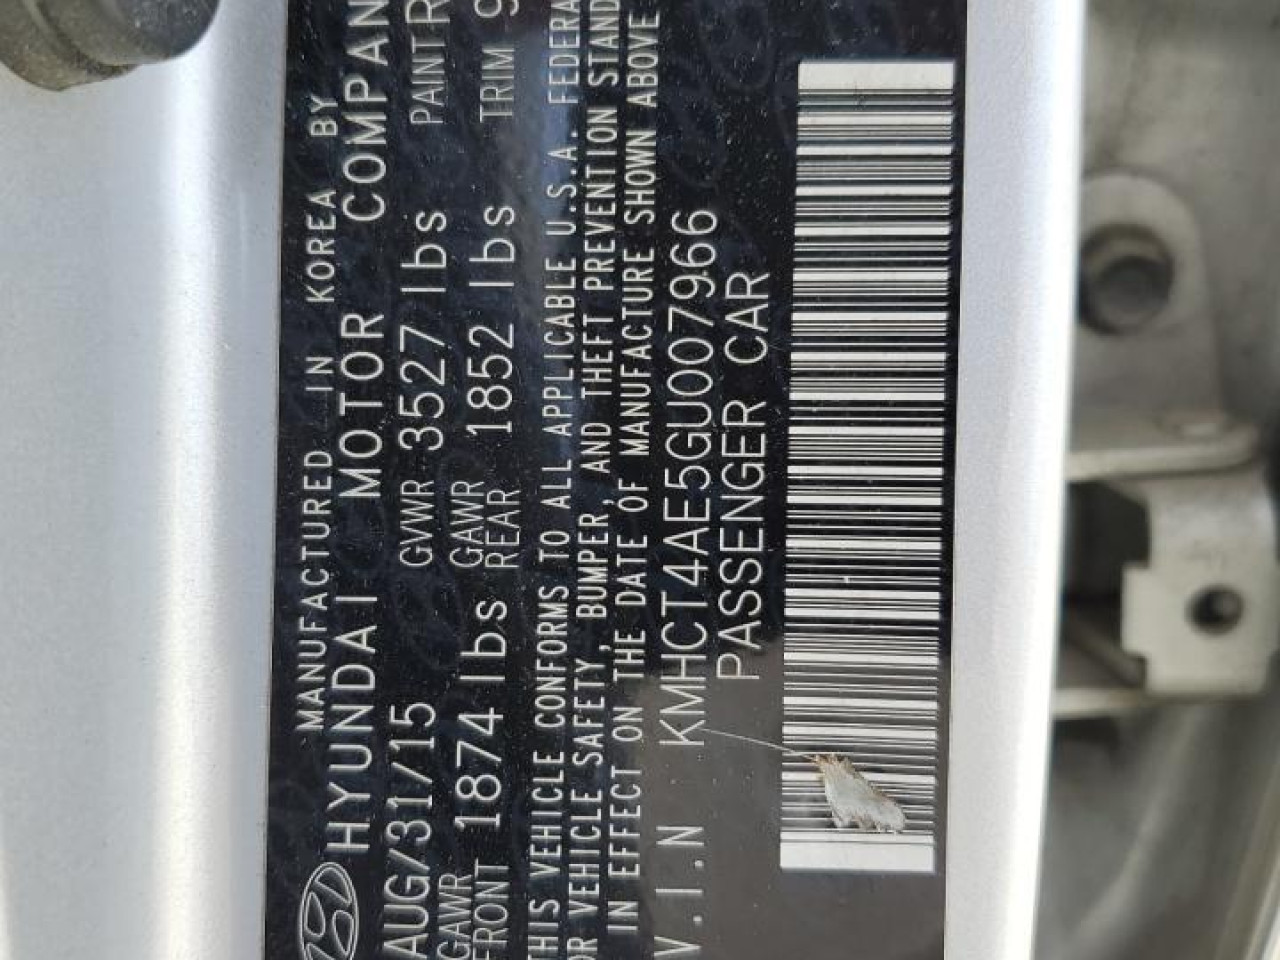 MANUFACTURED IN KOREA BY
HYUNDAI MOTOR COMPAN
AUG/31/15 GVWR 3527 lbs PAINT R
GAWR FRONT 1874 lbs GAWR REAR 1852 lbs TRIM 9
THIS VEHICLE CONFORMS TO ALL APPLICABLE U.S.A. FEDERA
OR VEHICLE SAFETY, BUMPER, AND THEFT PREVENTION STAND
IN EFFECT ON THE DATE OF MANUFACTURE SHOWN ABOVE
V.I.N KMHCT4AE5GU007966
PASSENGER CAR